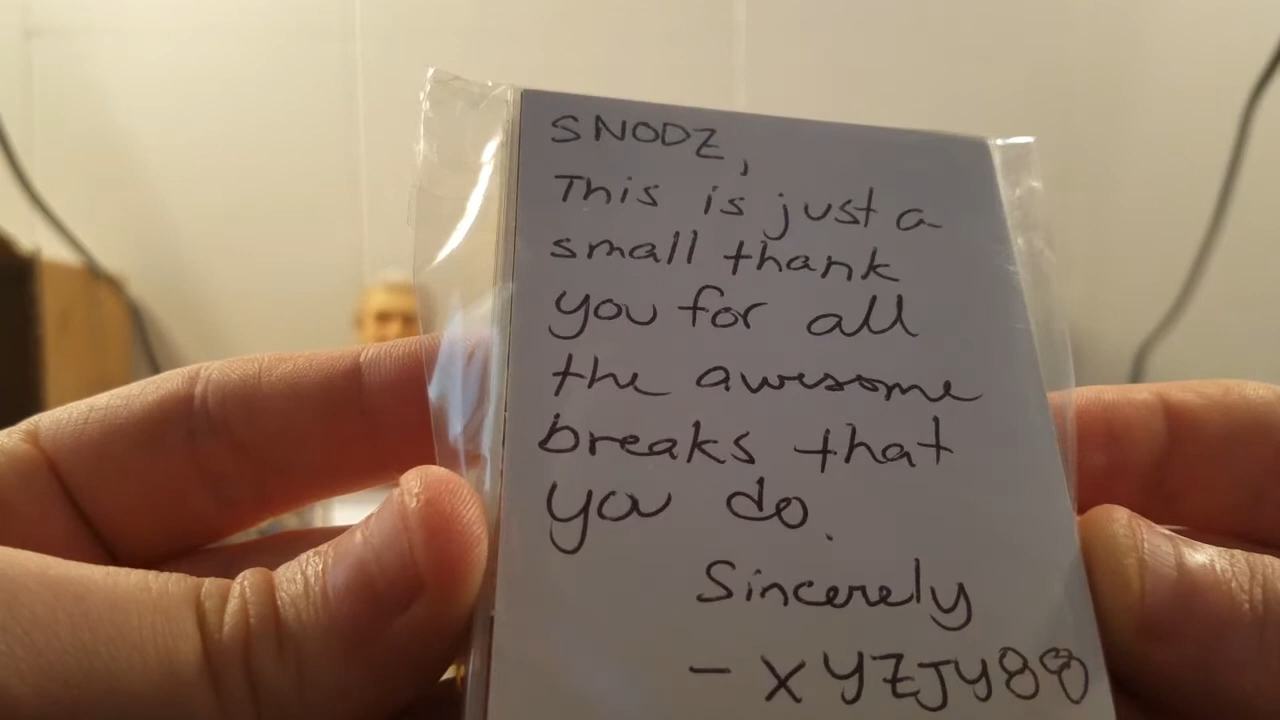 SNODZ,
This is just a
small thank
you for all
the awesome
breaks that
you do.
Sincerely
- XYZJY88